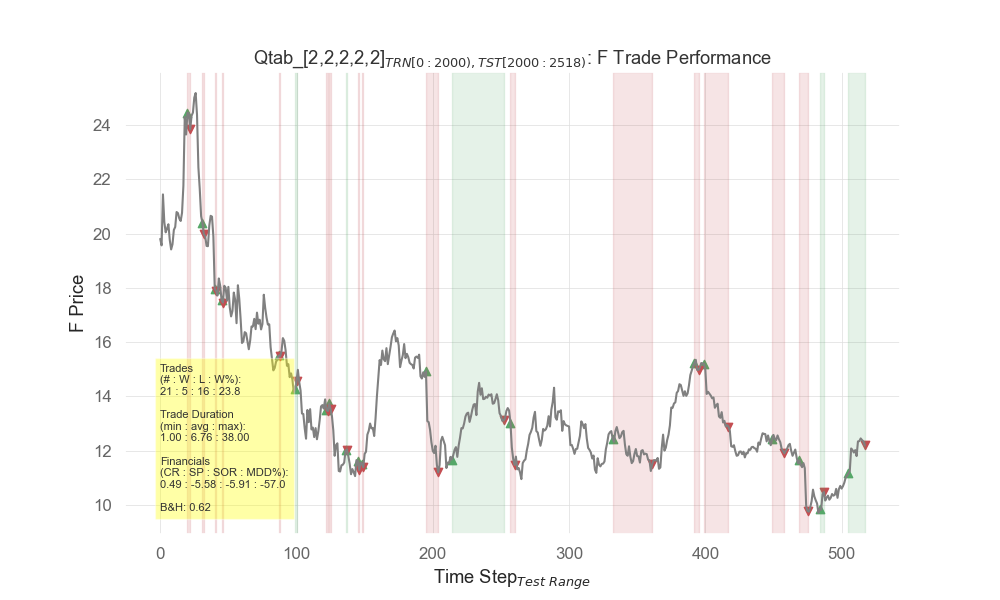 Qtab_[2,2,2,2,2]TRN[0 : 2000), TST[2000 : 2518): F Trade Performance
F Price
24
22
20
18
16
14
12
10
Trades
(# : W : L : W%):
21 : 5 : 16 : 23.8
Trade Duration
(min : avg : max):
1.00 : 6.76 : 38.00
Financials
(CR : SP : SOR : MDD%):
0.49 : -5.58 : -5.91 : -57.0
B&H: 0.62
0 100 200 300 400 500
Time StepTest Range